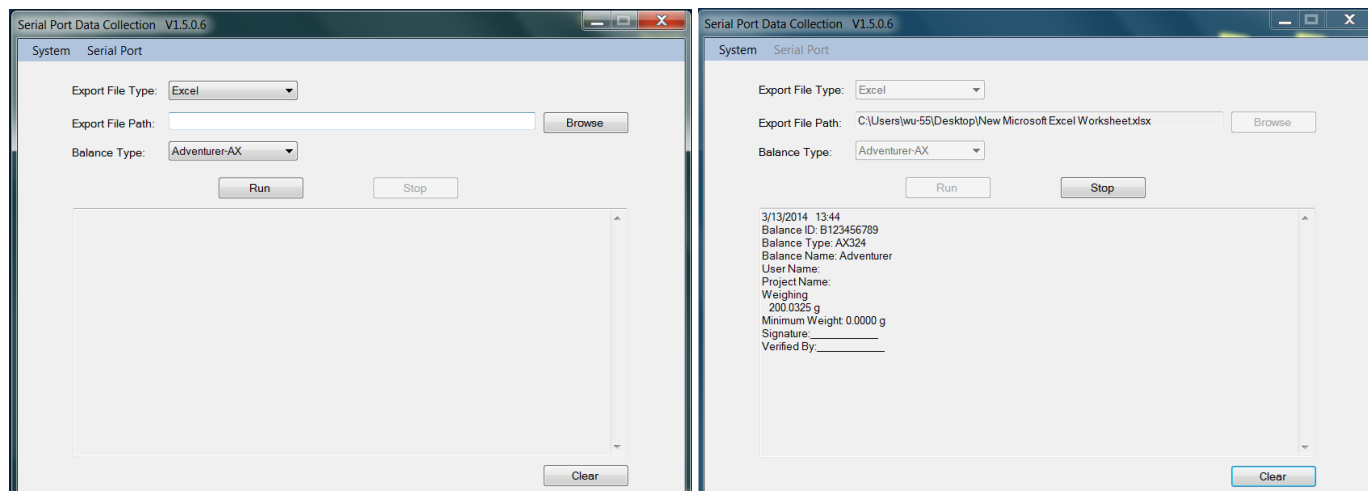 Serial Port Data Collection V1.5.0.6
System Serial Port
Export File Type: Excel
Export File Path:
Browse
Balance Type: Adventurer-AX
Run Stop
Clear
Serial Port Data Collection V1.5.0.6
System Serial Port
Export File Type: Excel
Export File Path: C:\Users\wu-55\Desktop\New Microsoft Excel Worksheet.xlsx Browse
Balance Type: Adventurer-AX
Run Stop
3/13/2014 13:44
Balance ID: B123456789
Balance Type: AX324
Balance Name: Adventurer
User Name:
Project Name:
Weighing
200.0325 g
Minimum Weight: 0.0000 g
Signature:____________
Verified By:____________
Clear